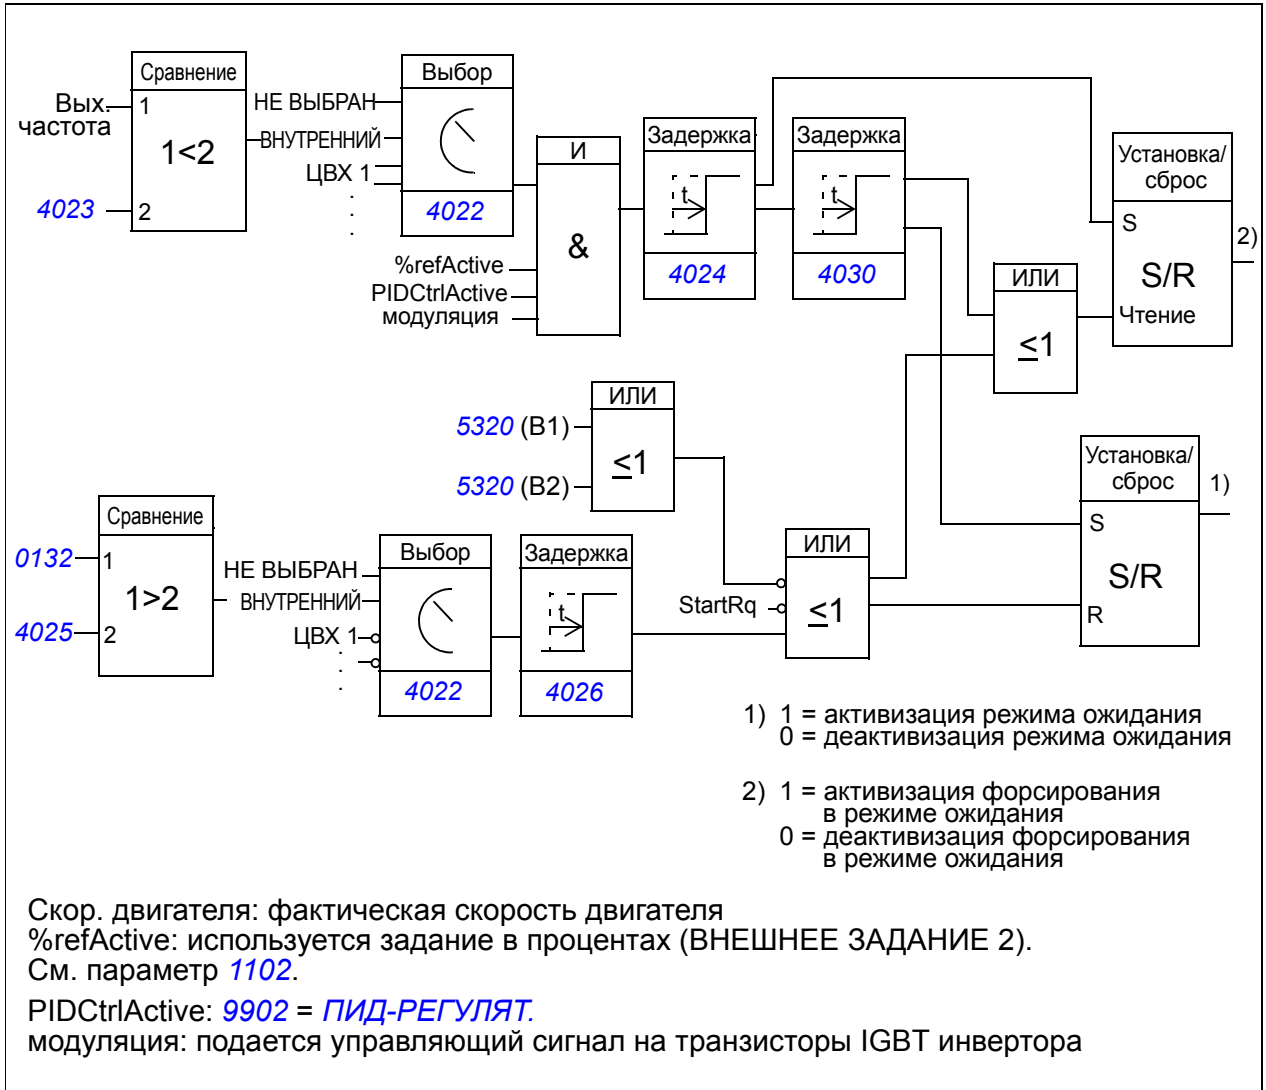 Сравнение
Вых.
частота
1
1<2
4023
2
НЕ ВЫБРАН
ВНУТРЕННИЙ
ЦВХ 1
.
.
.
Выбор
4022
%refActive
PIDCtrlActive
модуляция
И
&
Задержка
t
4024
Задержка
t
4030
ИЛИ
<1
Установка/
сброс
S
S/R
Чтение
2)
5320 (B1)
5320 (B2)
ИЛИ
<1
Сравнение
0132
1
1>2
4025
2
НЕ ВЫБРАН
ВНУТРЕННИЙ
ЦВХ 1
.
.
.
Выбор
4022
Задержка
t
4026
StartRq
ИЛИ
<1
Установка/
сброс
S
S/R
R
1)
1) 1 = активизация режима ожидания
0 = деактивизация режима ожидания
2) 1 = активизация форсирования
в режиме ожидания
0 = деактивизация форсирования
в режиме ожидания
Скор. двигателя: фактическая скорость двигателя
%refActive: используется задание в процентах (ВНЕШНЕЕ ЗАДАНИЕ 2).
См. параметр 1102.
PIDCtrlActive: 9902 = ПИД-РЕГУЛЯТ.
модуляция: подается управляющий сигнал на транзисторы IGBT инвертора